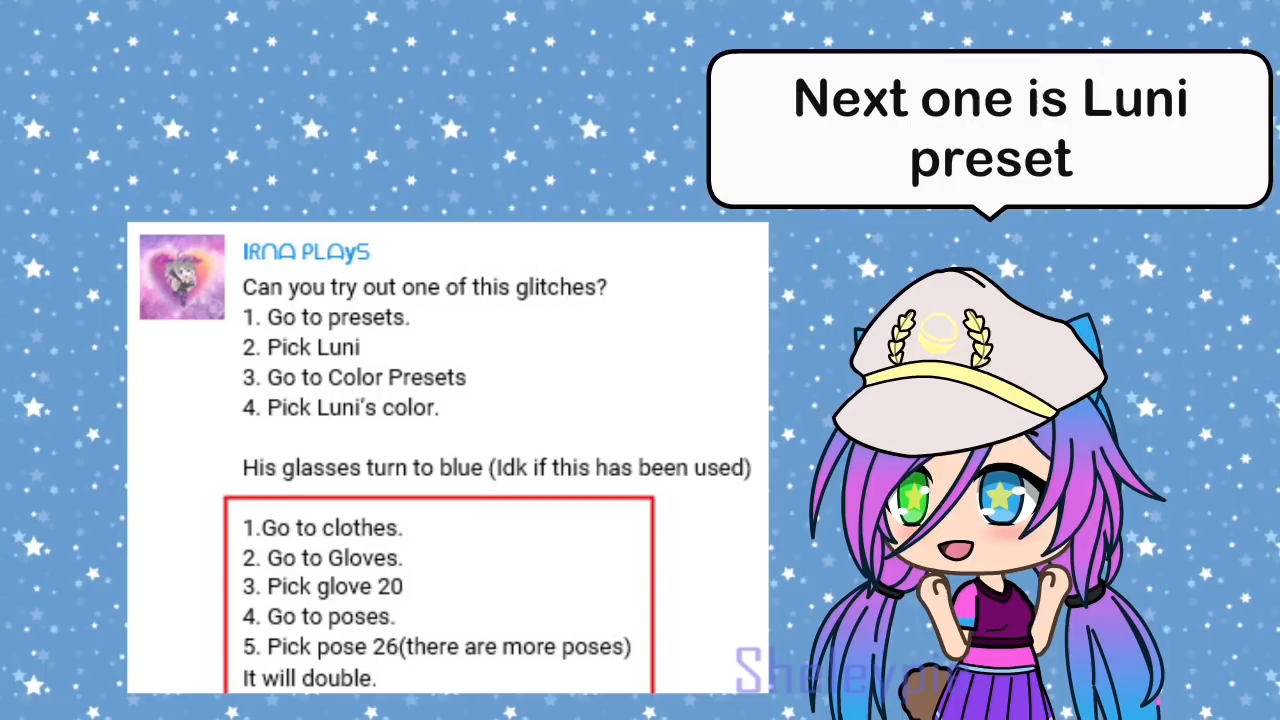 Next one is Luni
preset
IRNA PLAyS
Can you try out one of this glitches?
1. Go to presets.
2. Pick Luni
3. Go to Color Presets
4. Pick Luni's color.
His glasses turn to blue (Idk if this has been used)
1.Go to clothes.
2. Go to Gloves.
3. Pick glove 20
4. Go to poses.
5. Pick pose 26(there are more poses)
It will double.